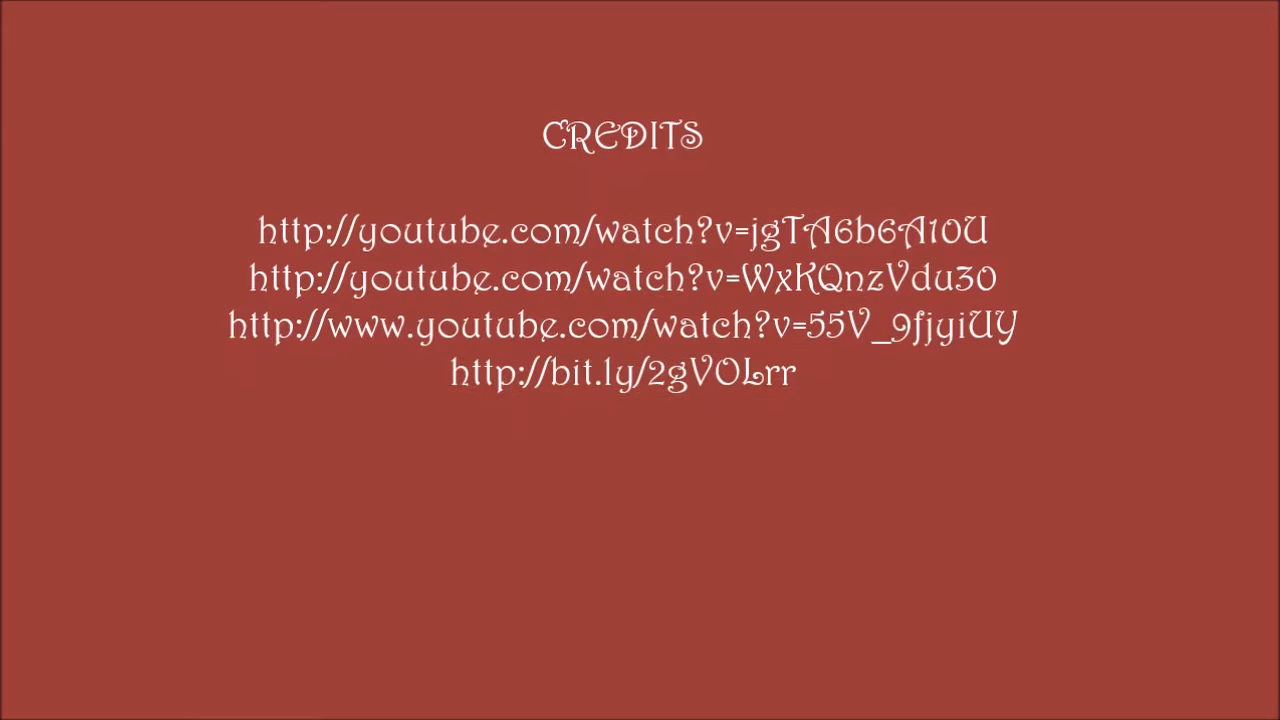 CREDITS
http://youtube.com/watch?v=jgTA6b6A10U
http://youtube.com/watch?v=WxKQnzVdu30
http://www.youtube.com/watch?v=55V_9fjyiUY
http://bit.ly/2gVOLrr